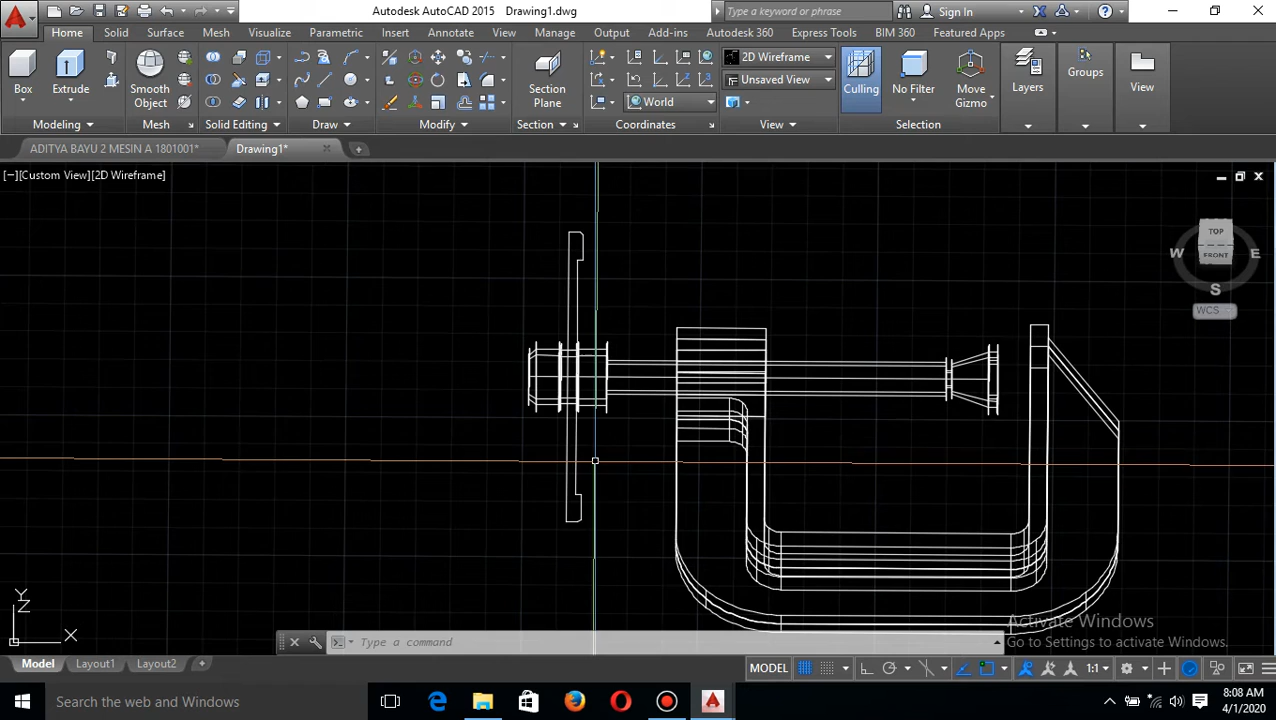 Autodesk AutoCAD 2015 Drawing1.dwg
Type a keyword or phrase
Sign In
Home Solid Surface Mesh Visualize Parametric Insert Annotate View Manage Output Add-ins Autodesk 360 Express Tools BIM 360 Featured Apps
Box
Extrude
Smooth
Object
Section
Plane
2D Wireframe
Unsaved View
World
Culling
No Filter
Move
Gizmo
Layers
Groups
View
Modeling Mesh Solid Editing Draw Modify Section Coordinates View Selection
ADITYA BAYU 2 MESIN A 1801001* Drawing1*
[−][Custom View][2D Wireframe]
TOP
FRONT
W
E
S
WCS
Y
Z
X
Type a command
Activate Windows
Go to Settings to activate Windows.
Model Layout1 Layout2
MODEL
1:1
Search the web and Windows
8:08 AM
4/1/2020